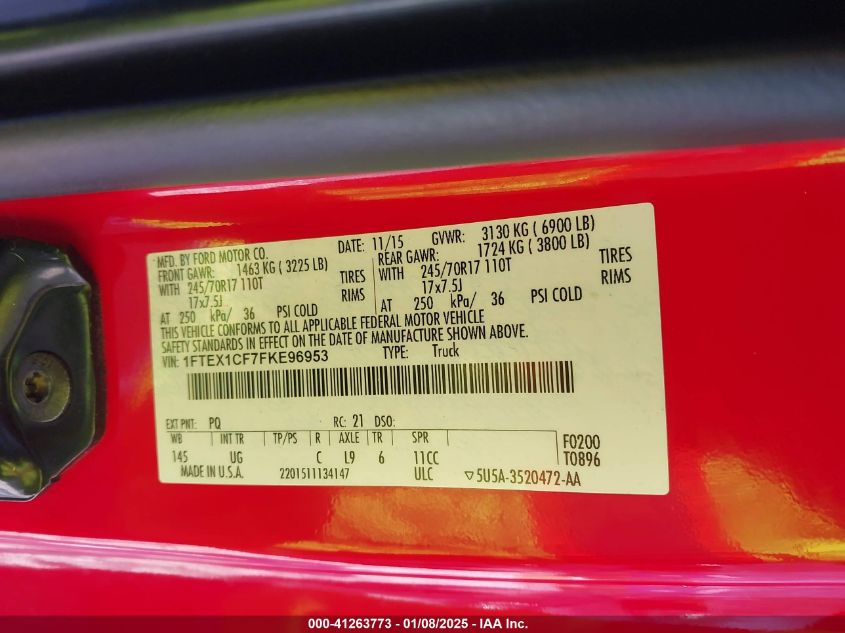 MFD. BY FORD MOTOR CO. DATE: 11/15 GVWR: 3130 KG ( 6900 LB)
FRONT GAWR: 1463 KG ( 3225 LB) REAR GAWR: 1724 KG ( 3800 LB)
WITH 245/70R17 110T TIRES WITH 245/70R17 110T TIRES
17x7.5J RIMS 17x7.5J RIMS
AT 250 kPa/ 36 PSI COLD AT 250 kPa/ 36 PSI COLD
THIS VEHICLE CONFORMS TO ALL APPLICABLE FEDERAL MOTOR VEHICLE
SAFETY STANDARDS IN EFFECT ON THE DATE OF MANUFACTURE SHOWN ABOVE.
VIN: 1FTEX1CF7FKE96953 TYPE: Truck
EXT PNT: PQ RC: 21 DSO:
WB INT TR TP/PS R AXLE TR SPR F0200
145 UG C L9 6 11CC T0896
MADE IN U.S.A. 2201511134147 ULC ▽5U5A-3520472-AA
000-41263773 - 01/08/2025 - IAA Inc.